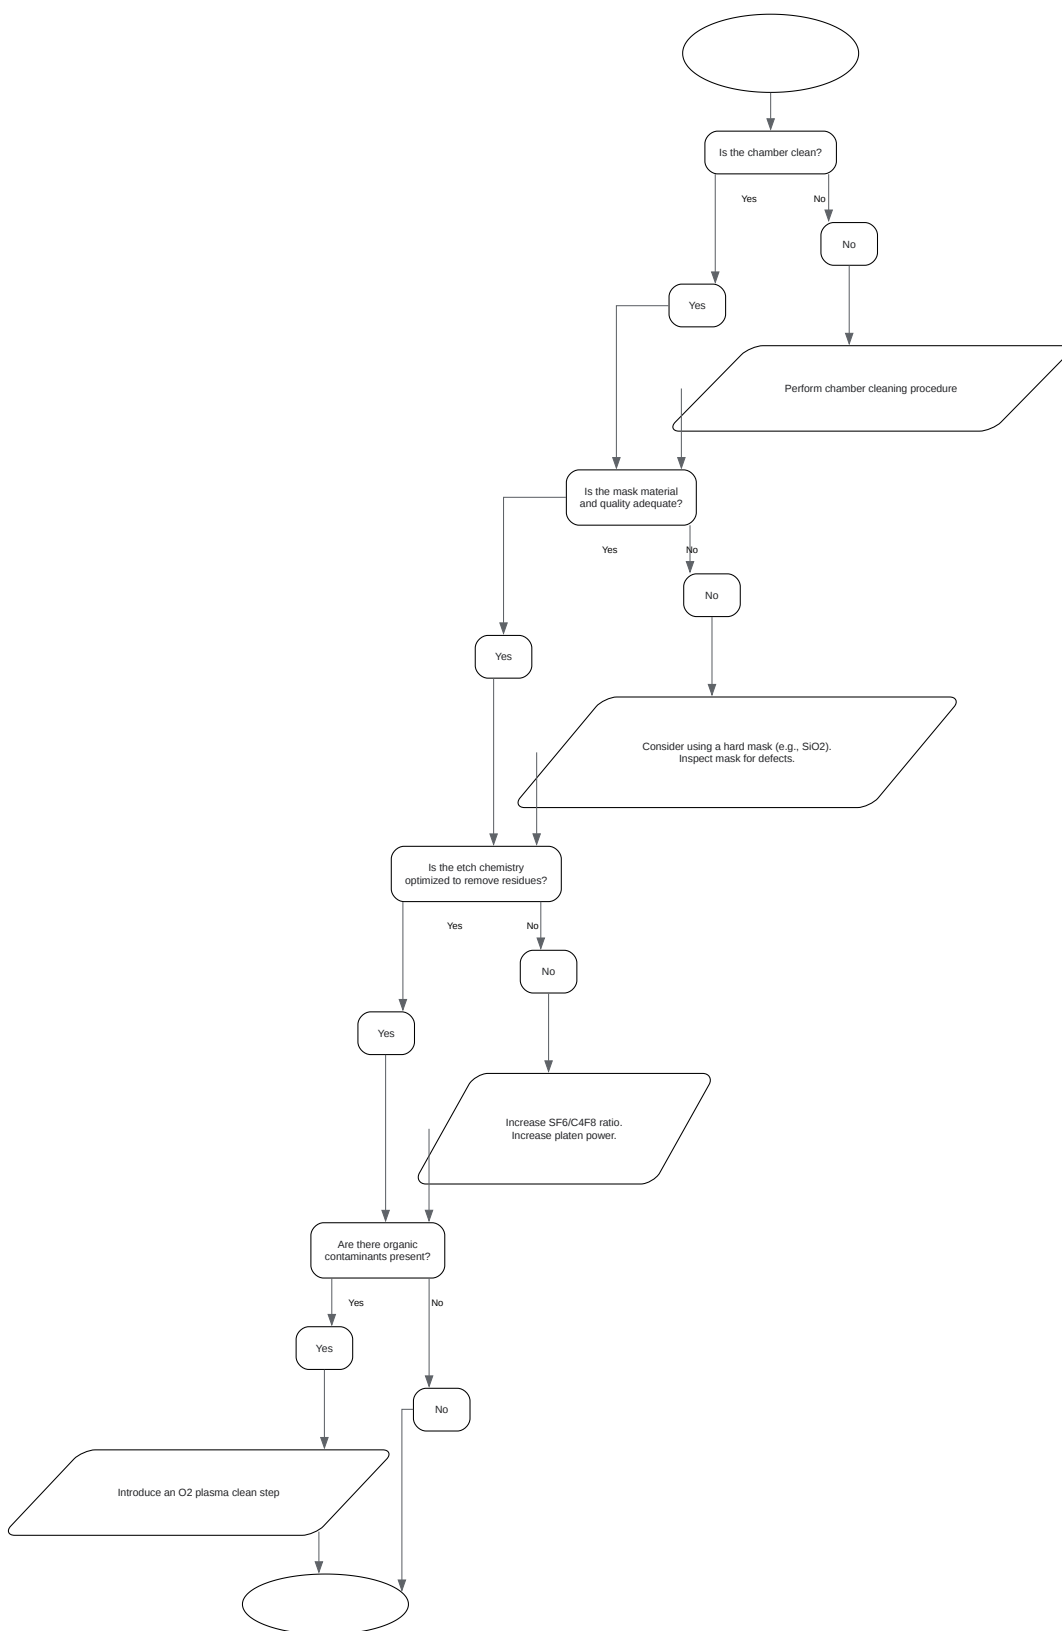 Is the chamber clean?
Yes
No
No
Yes
Perform chamber cleaning procedure
Is the mask material
and quality adequate?
Yes
No
No
Yes
Consider using a hard mask (e.g., SiO2).
Inspect mask for defects.
Is the etch chemistry
optimized to remove residues?
Yes
No
No
Yes
Increase SF6/C4F8 ratio.
Increase platen power.
Are there organic
contaminants present?
Yes
No
Yes
No
Introduce an O2 plasma clean step